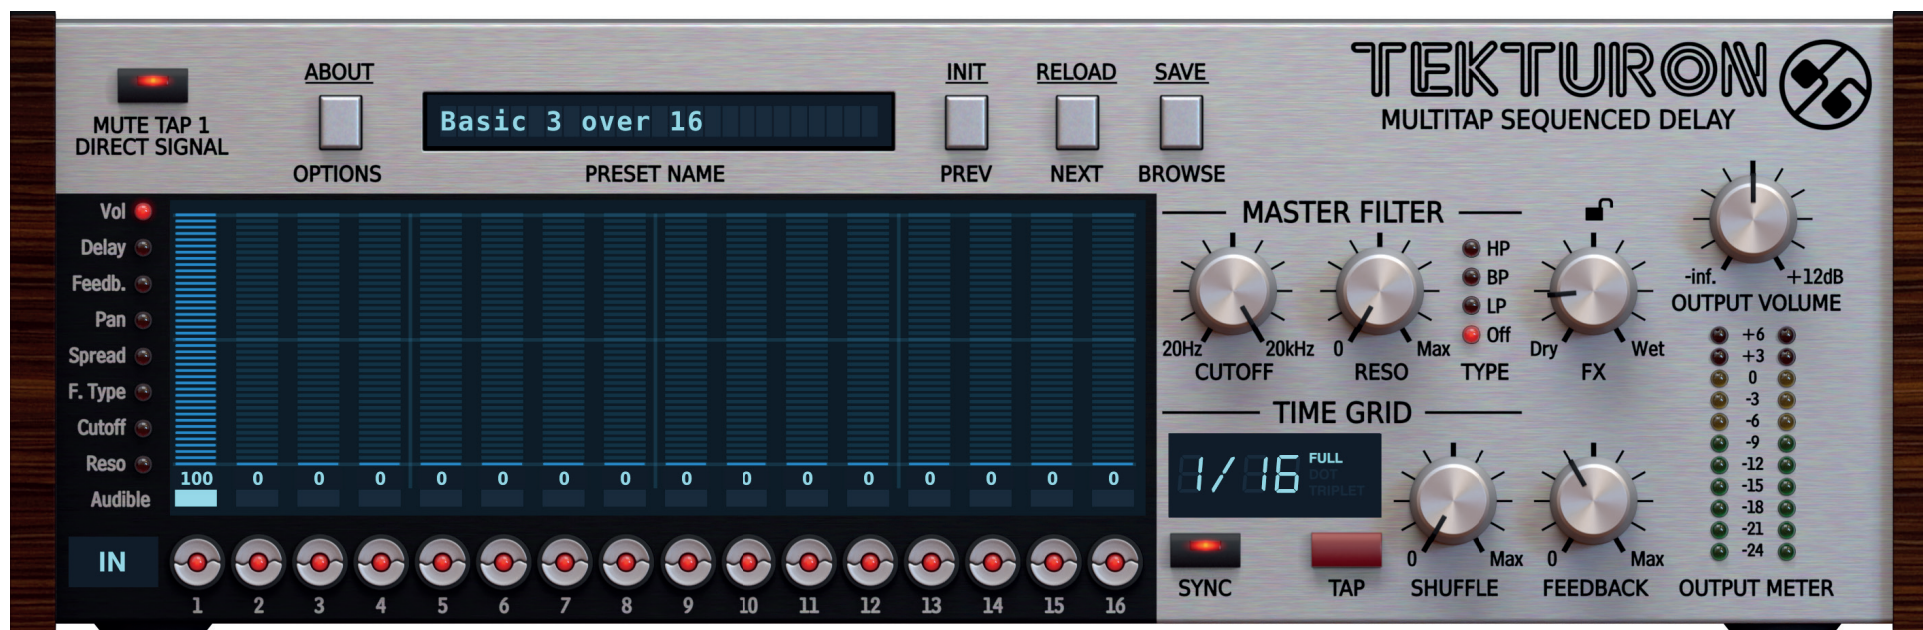 TEKTURON
MULTITAP SEQUENCED DELAY
MUTE TAP 1
DIRECT SIGNAL
ABOUT
OPTIONS
Basic 3 over 16
PRESET NAME
INIT
PREV
RELOAD
NEXT
SAVE
BROWSE
Vol
Delay
Feedb.
Pan
Spread
F. Type
Cutoff
Reso
100 0 0 0 0 0 0 0 0 0 0 0 0 0 0 0
Audible
IN
1 2 3 4 5 6 7 8 9 10 11 12 13 14 15 16
MASTER FILTER
20Hz 20kHz
CUTOFF
0 Max
RESO
HP
BP
LP
Off
TYPE
Dry Wet
FX
-inf. +12dB
OUTPUT VOLUME
+6
+3
0
-3
-6
-9
-12
-15
-18
-21
-24
OUTPUT METER
TIME GRID
1/16
FULL
DOT
TRIPLET
SYNC
TAP
0 Max
SHUFFLE
0 Max
FEEDBACK